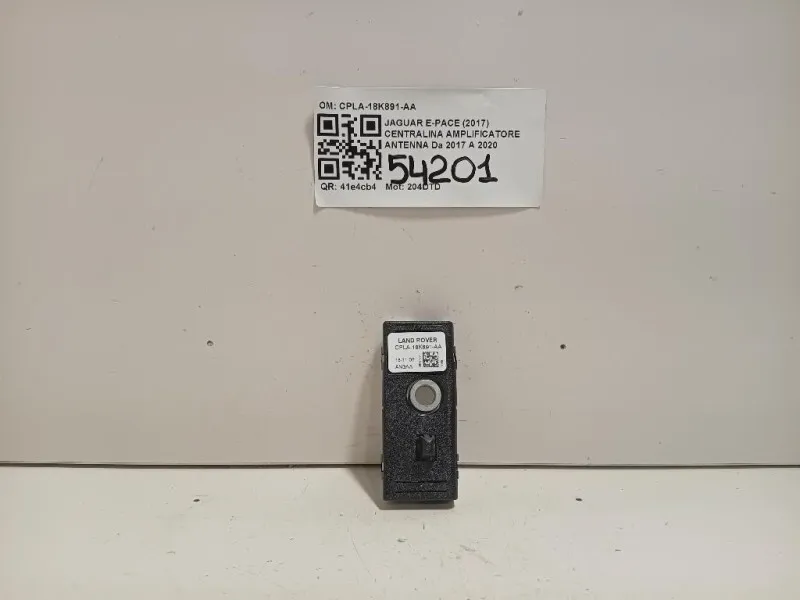 OM: CPLA-18K891-AA
JAGUAR E-PACE (2017)
CENTRALINA AMPLIFICATORE
ANTENNA Da 2017 A 2020
54201
QR: 41e4cb4 Mot: 204DTD
LAND ROVER
CPLA-18K891-AA